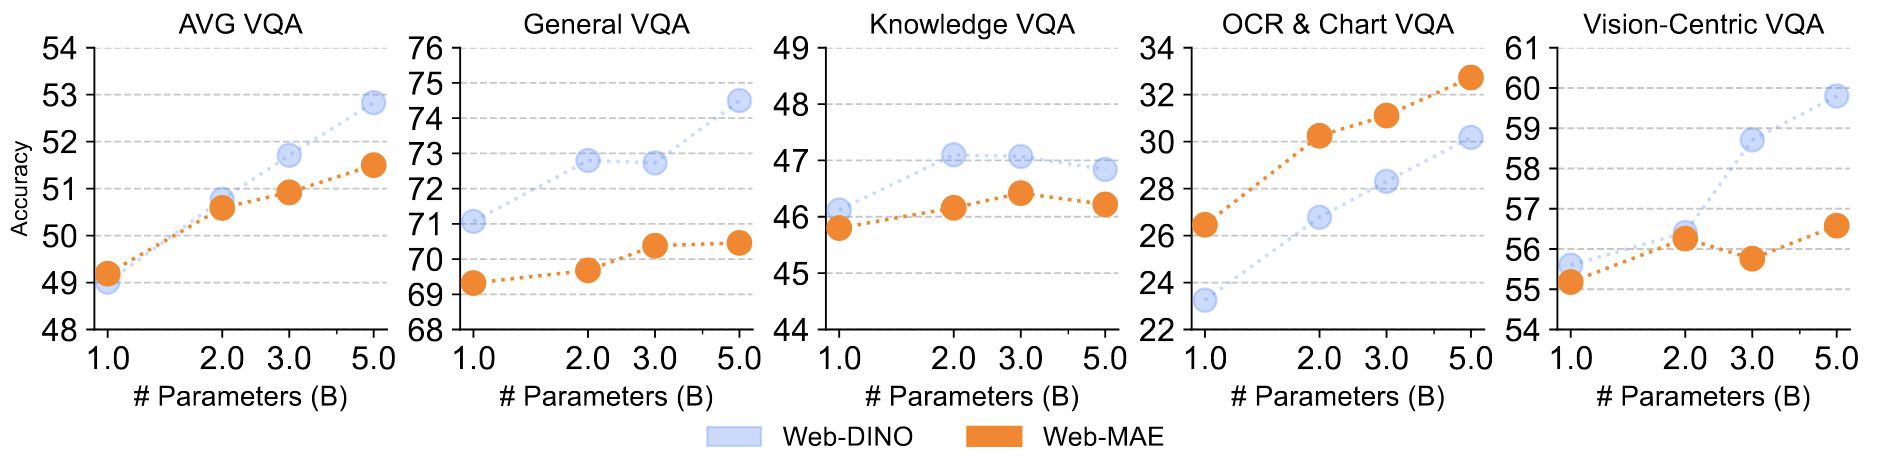 AVG VQA
54
53
52
51
50
49
48
Accuracy
1.0 2.0 3.0 5.0
# Parameters (B)
General VQA
76
75
74
73
72
71
70
69
68
1.0 2.0 3.0 5.0
# Parameters (B)
Knowledge VQA
49
48
47
46
45
44
1.0 2.0 3.0 5.0
# Parameters (B)
OCR & Chart VQA
34
32
30
28
26
24
22
1.0 2.0 3.0 5.0
# Parameters (B)
Vision-Centric VQA
61
60
59
58
57
56
55
54
1.0 2.0 3.0 5.0
# Parameters (B)
Web-DINO Web-MAE